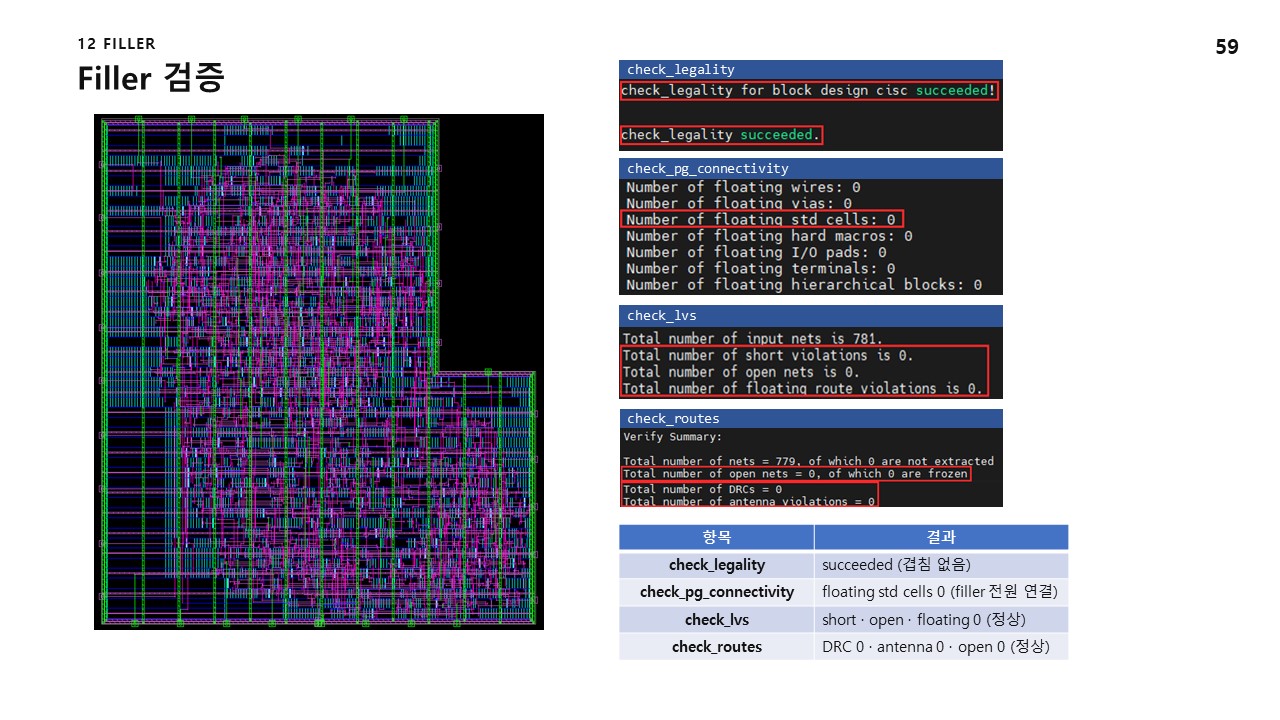 12 FILLER
59
Filler 검증
check_legality
check_legality for block design cisc succeeded!
check_legality succeeded.
check_pg_connectivity
Number of floating wires: 0
Number of floating vias: 0
Number of floating std cells: 0
Number of floating hard macros: 0
Number of floating I/O pads: 0
Number of floating terminals: 0
Number of floating hierarchical blocks: 0
check_lvs
Total number of input nets is 781.
Total number of short violations is 0.
Total number of open nets is 0.
Total number of floating route violations is 0.
check_routes
Verify Summary:
Total number of nets = 779, of which 0 are not extracted
Total number of open nets = 0, of which 0 are frozen
Total number of DRCs = 0
Total number of antenna violations = 0
항목 결과
check_legality succeeded (겹침 없음)
check_pg_connectivity floating std cells 0 (filler 전원 연결)
check_lvs short · open · floating 0 (정상)
check_routes DRC 0 · antenna 0 · open 0 (정상)